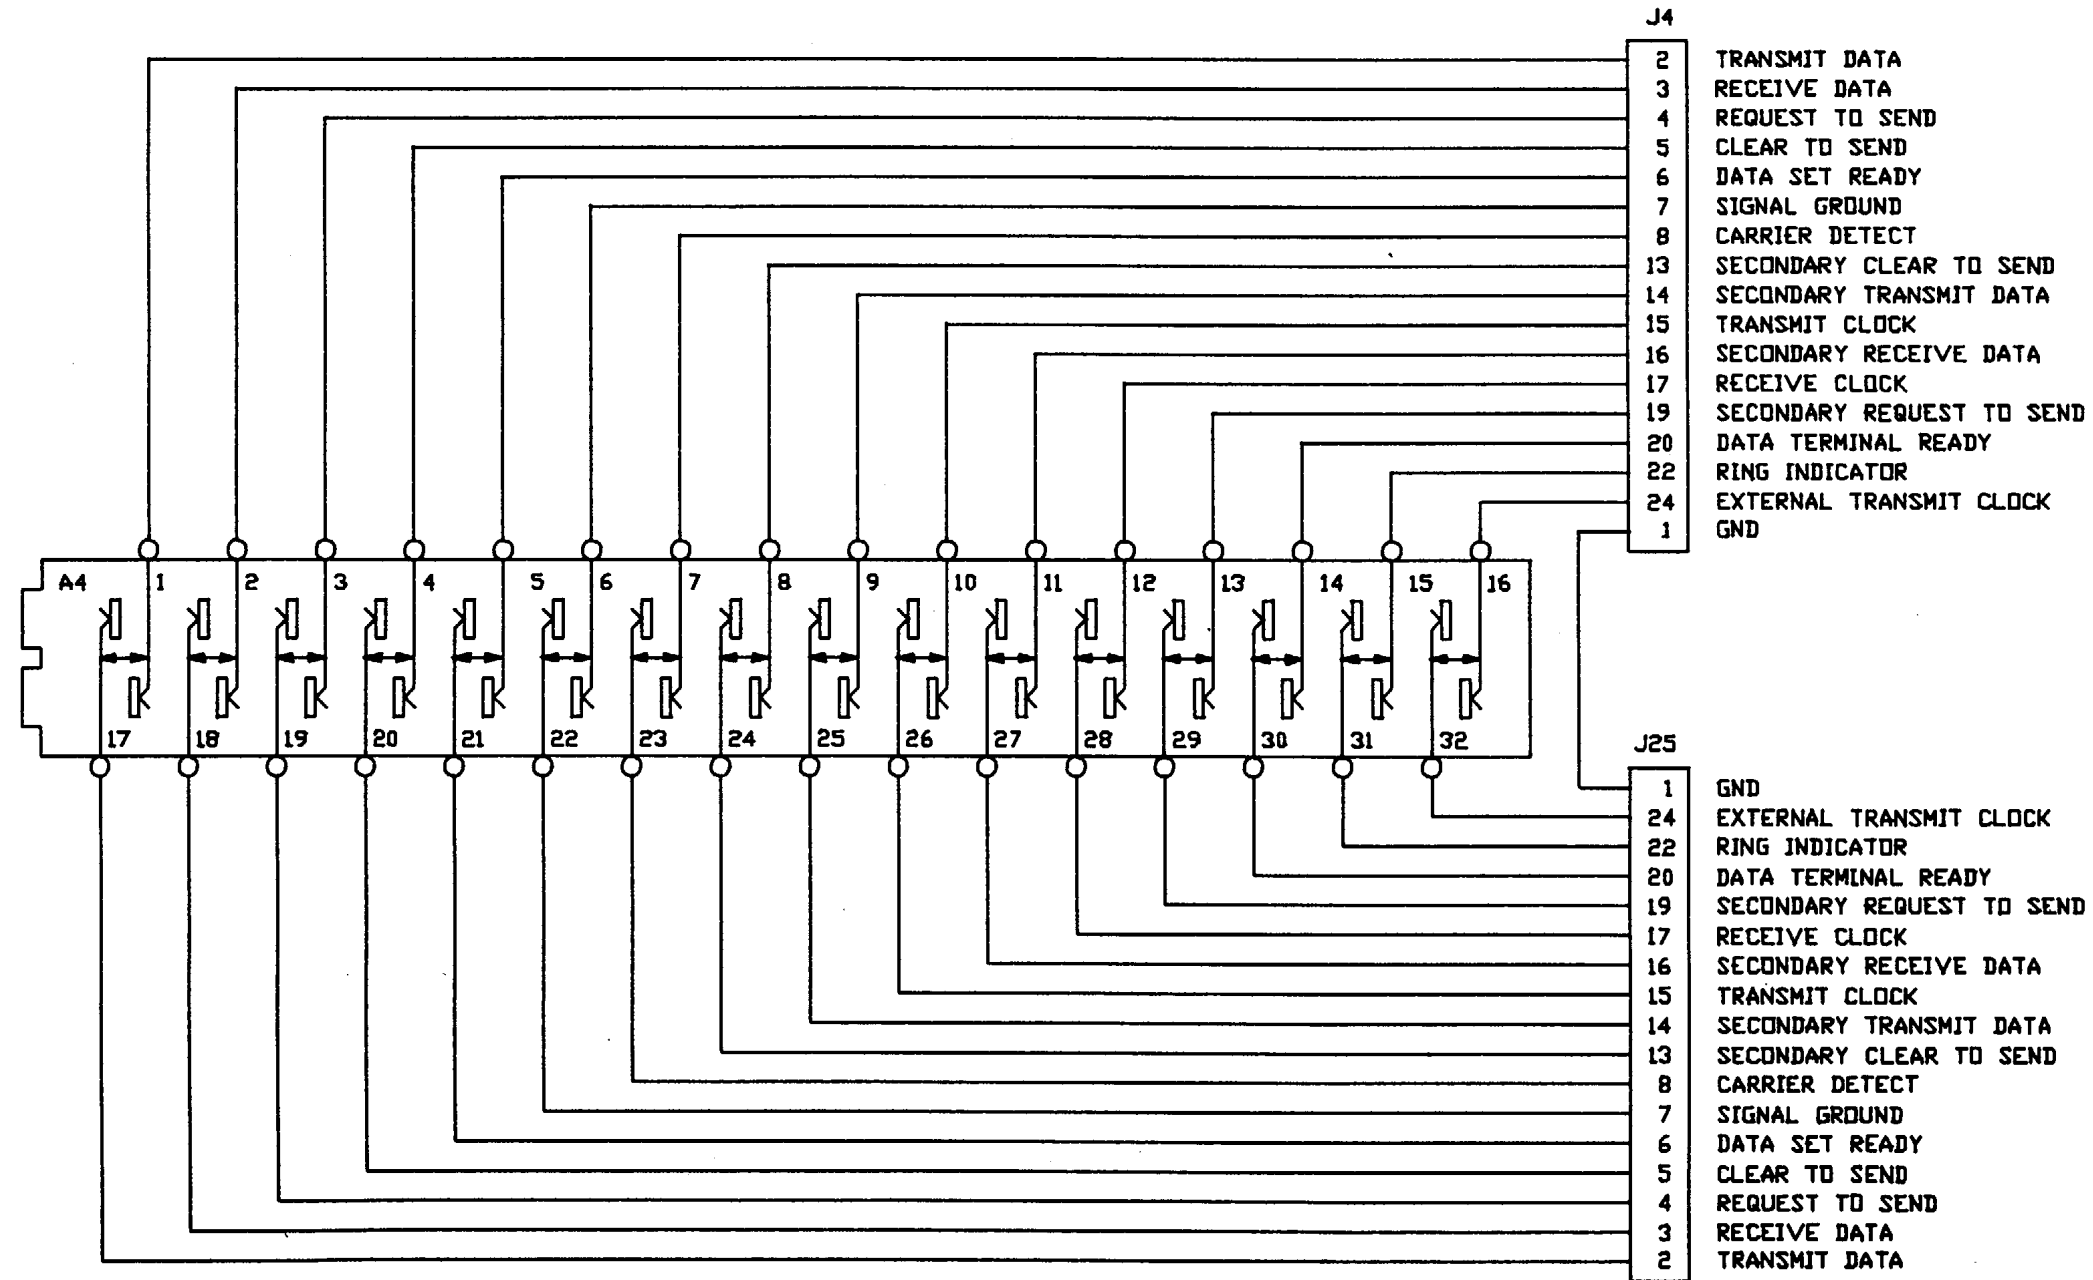 J4
2 TRANSMIT DATA
3 RECEIVE DATA
4 REQUEST TO SEND
5 CLEAR TO SEND
6 DATA SET READY
7 SIGNAL GROUND
8 CARRIER DETECT
13 SECONDARY CLEAR TO SEND
14 SECONDARY TRANSMIT DATA
15 TRANSMIT CLOCK
16 SECONDARY RECEIVE DATA
17 RECEIVE CLOCK
19 SECONDARY REQUEST TO SEND
20 DATA TERMINAL READY
22 RING INDICATOR
24 EXTERNAL TRANSMIT CLOCK
1 GND
A4 1 2 3 4 5 6 7 8 9 10 11 12 13 14 15 16
17 18 19 20 21 22 23 24 25 26 27 28 29 30 31 32
J25
1 GND
24 EXTERNAL TRANSMIT CLOCK
22 RING INDICATOR
20 DATA TERMINAL READY
19 SECONDARY REQUEST TO SEND
17 RECEIVE CLOCK
16 SECONDARY RECEIVE DATA
15 TRANSMIT CLOCK
14 SECONDARY TRANSMIT DATA
13 SECONDARY CLEAR TO SEND
8 CARRIER DETECT
7 SIGNAL GROUND
6 DATA SET READY
5 CLEAR TO SEND
4 REQUEST TO SEND
3 RECEIVE DATA
2 TRANSMIT DATA